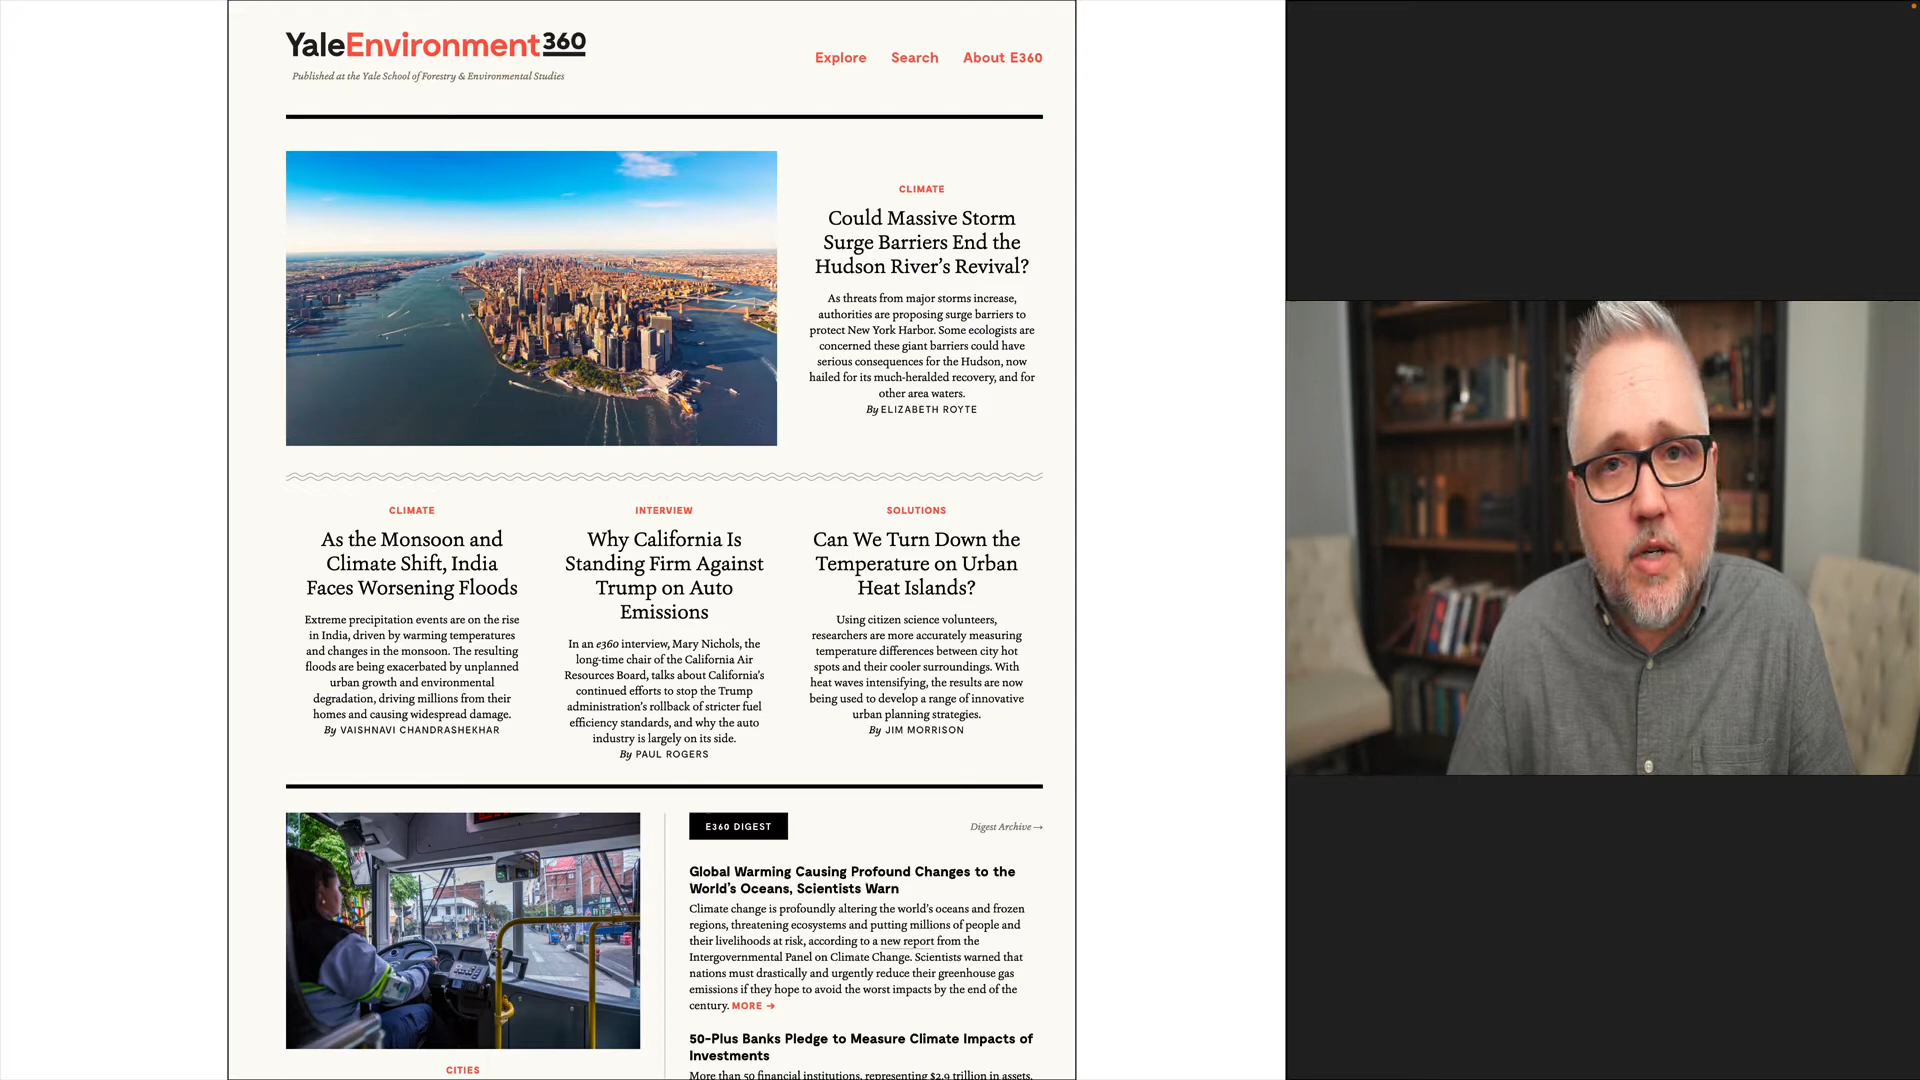 YaleEnvironment360
Published at the Yale School of Forestry & Environmental Studies
Explore
Search
About E360
CLIMATE
Could Massive Storm
Surge Barriers End the
Hudson River’s Revival?
As threats from major storms increase,
authorities are proposing surge barriers to
protect New York Harbor. Some ecologists are
concerned these giant barriers could have
serious consequences for the Hudson, now
hailed for its much-heralded recovery, and for
other area waters.
By ELIZABETH ROYTE
CLIMATE
As the Monsoon and
Climate Shift, India
Faces Worsening Floods
Extreme precipitation events are on the rise
in India, driven by warming temperatures
and changes in the monsoon. The resulting
floods are being exacerbated by unplanned
urban growth and environmental
degradation, driving millions from their
homes and causing widespread damage.
By VAISHNAVI CHANDRASHEKHAR
INTERVIEW
Why California Is
Standing Firm Against
Trump on Auto
Emissions
In an e360 interview, Mary Nichols, the
long-time chair of the California Air
Resources Board, talks about California’s
continued efforts to stop the Trump
administration’s rollback of stricter fuel
efficiency standards, and why the auto
industry is largely on its side.
By PAUL ROGERS
SOLUTIONS
Can We Turn Down the
Temperature on Urban
Heat Islands?
Using citizen science volunteers,
researchers are more accurately measuring
temperature differences between city hot
spots and their cooler surroundings. With
heat waves intensifying, the results are now
being used to develop a range of innovative
urban planning strategies.
By JIM MORRISON
CITIES
E360 DIGEST
Digest Archive →
Global Warming Causing Profound Changes to the
World’s Oceans, Scientists Warn
Climate change is profoundly altering the world’s oceans and frozen
regions, threatening ecosystems and putting millions of people and
their livelihoods at risk, according to a new report from the
Intergovernmental Panel on Climate Change. Scientists warned that
nations must drastically and urgently reduce their greenhouse gas
emissions if they hope to avoid the worst impacts by the end of the
century. MORE →
50-Plus Banks Pledge to Measure Climate Impacts of
Investments
More than 50 financial institutions, representing $2.9 trillion in assets,